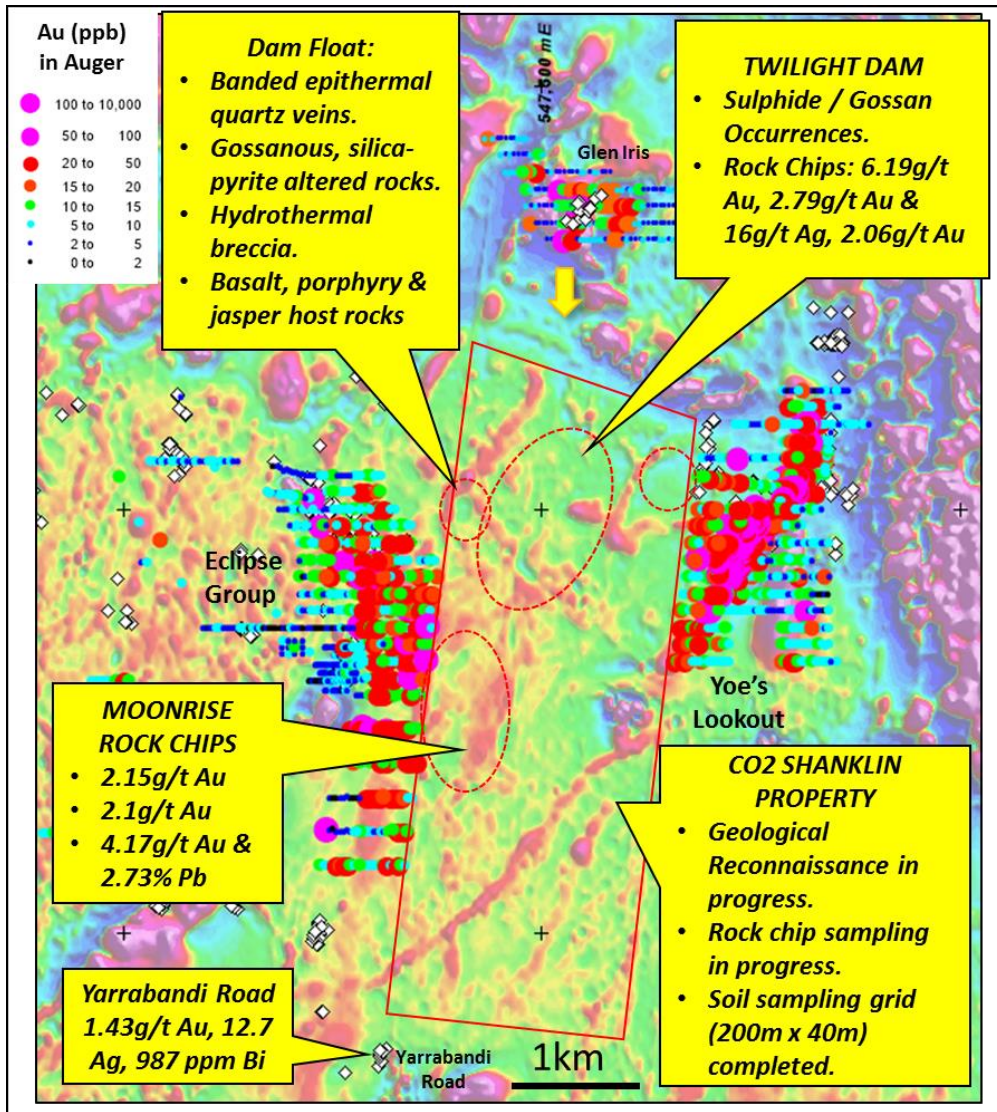 Au (ppb)
in Auger
100 to 10,000
50 to 100
20 to 50
15 to 20
10 to 15
5 to 10
2 to 5
0 to 2
Dam Float:
• Banded epithermal
quartz veins.
• Gossanous, silica-
pyrite altered rocks.
• Hydrothermal
breccia.
• Basalt, porphyry &
jasper host rocks
547,600 mE
Glen Iris
TWILIGHT DAM
• Sulphide / Gossan
Occurrences.
• Rock Chips: 6.19g/t
Au, 2.79g/t Au &
16g/t Ag, 2.06g/t Au
Eclipse
Group
Yoe's
Lookout
MOONRISE
ROCK CHIPS
• 2.15g/t Au
• 2.1g/t Au
• 4.17g/t Au &
2.73% Pb
CO2 SHANKLIN
PROPERTY
• Geological
Reconnaissance in
progress.
• Rock chip sampling
in progress.
• Soil sampling grid
(200m x 40m)
completed.
Yarrabandi Road
1.43g/t Au, 12.7
Ag, 987 ppm Bi
Yarrabandi
Road
1km